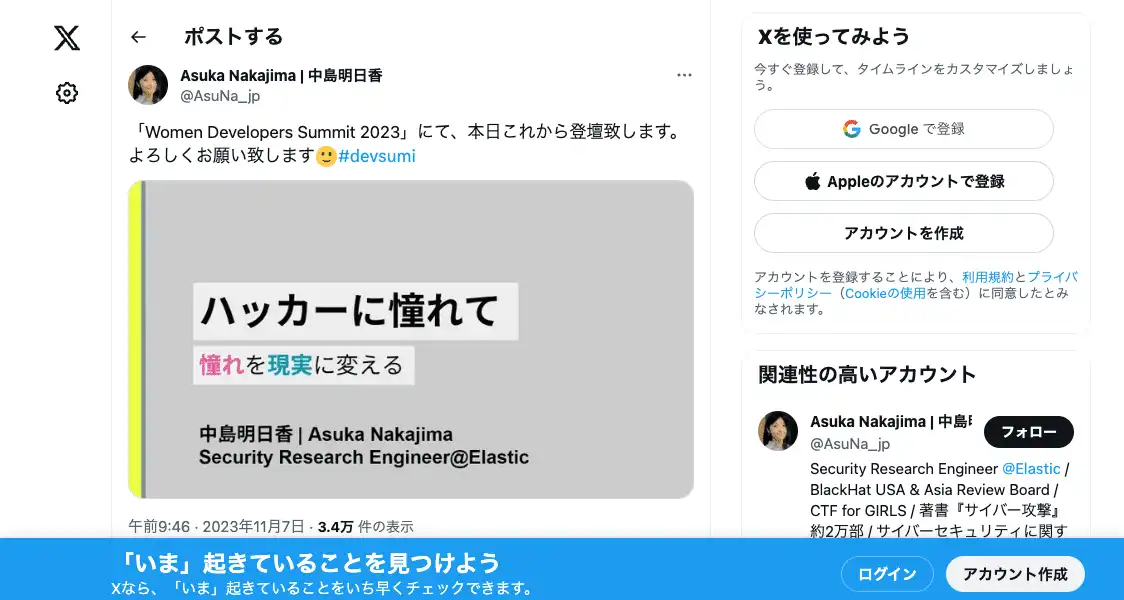 ポストする
Asuka Nakajima | 中島明日香
@AsuNa_jp
「Women Developers Summit 2023」にて、本日これから登壇致します。
よろしくお願い致します🙂#devsumi
ハッカーに憧れて
憧れを現実に変える
中島明日香 | Asuka Nakajima
Security Research Engineer@Elastic
午前9:46 · 2023年11月7日 · 3.4万 件の表示
Xを使ってみよう
今すぐ登録して、タイムラインをカスタマイズしましょ
う。
Google で登録
Appleのアカウントで登録
アカウントを作成
アカウントを登録することにより、利用規約とプライバ
シーポリシー（Cookieの使用を含む）に同意したとみ
なされます。
関連性の高いアカウント
Asuka Nakajima | 中島
@AsuNa_jp
フォロー
Security Research Engineer @Elastic /
BlackHat USA & Asia Review Board /
CTF for GIRLS / 著書『サイバー攻撃』
約2万部 / サイバーセキュリティに関す
「いま」起きていることを見つけよう
Xなら、「いま」起きていることをいち早くチェックできます。
ログイン
アカウント作成